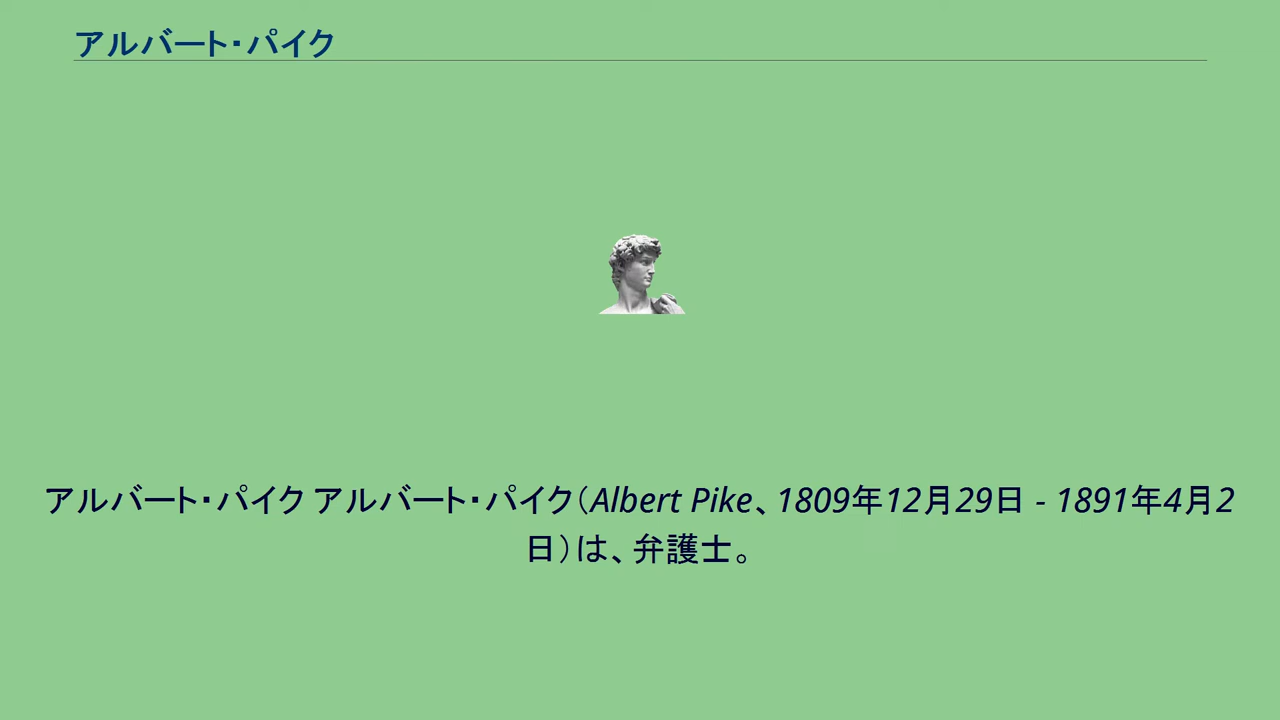 アルバート・パイク
アルバート・パイク アルバート・パイク（Albert Pike、1809年12月29日 - 1891年4月2
日）は、弁護士。